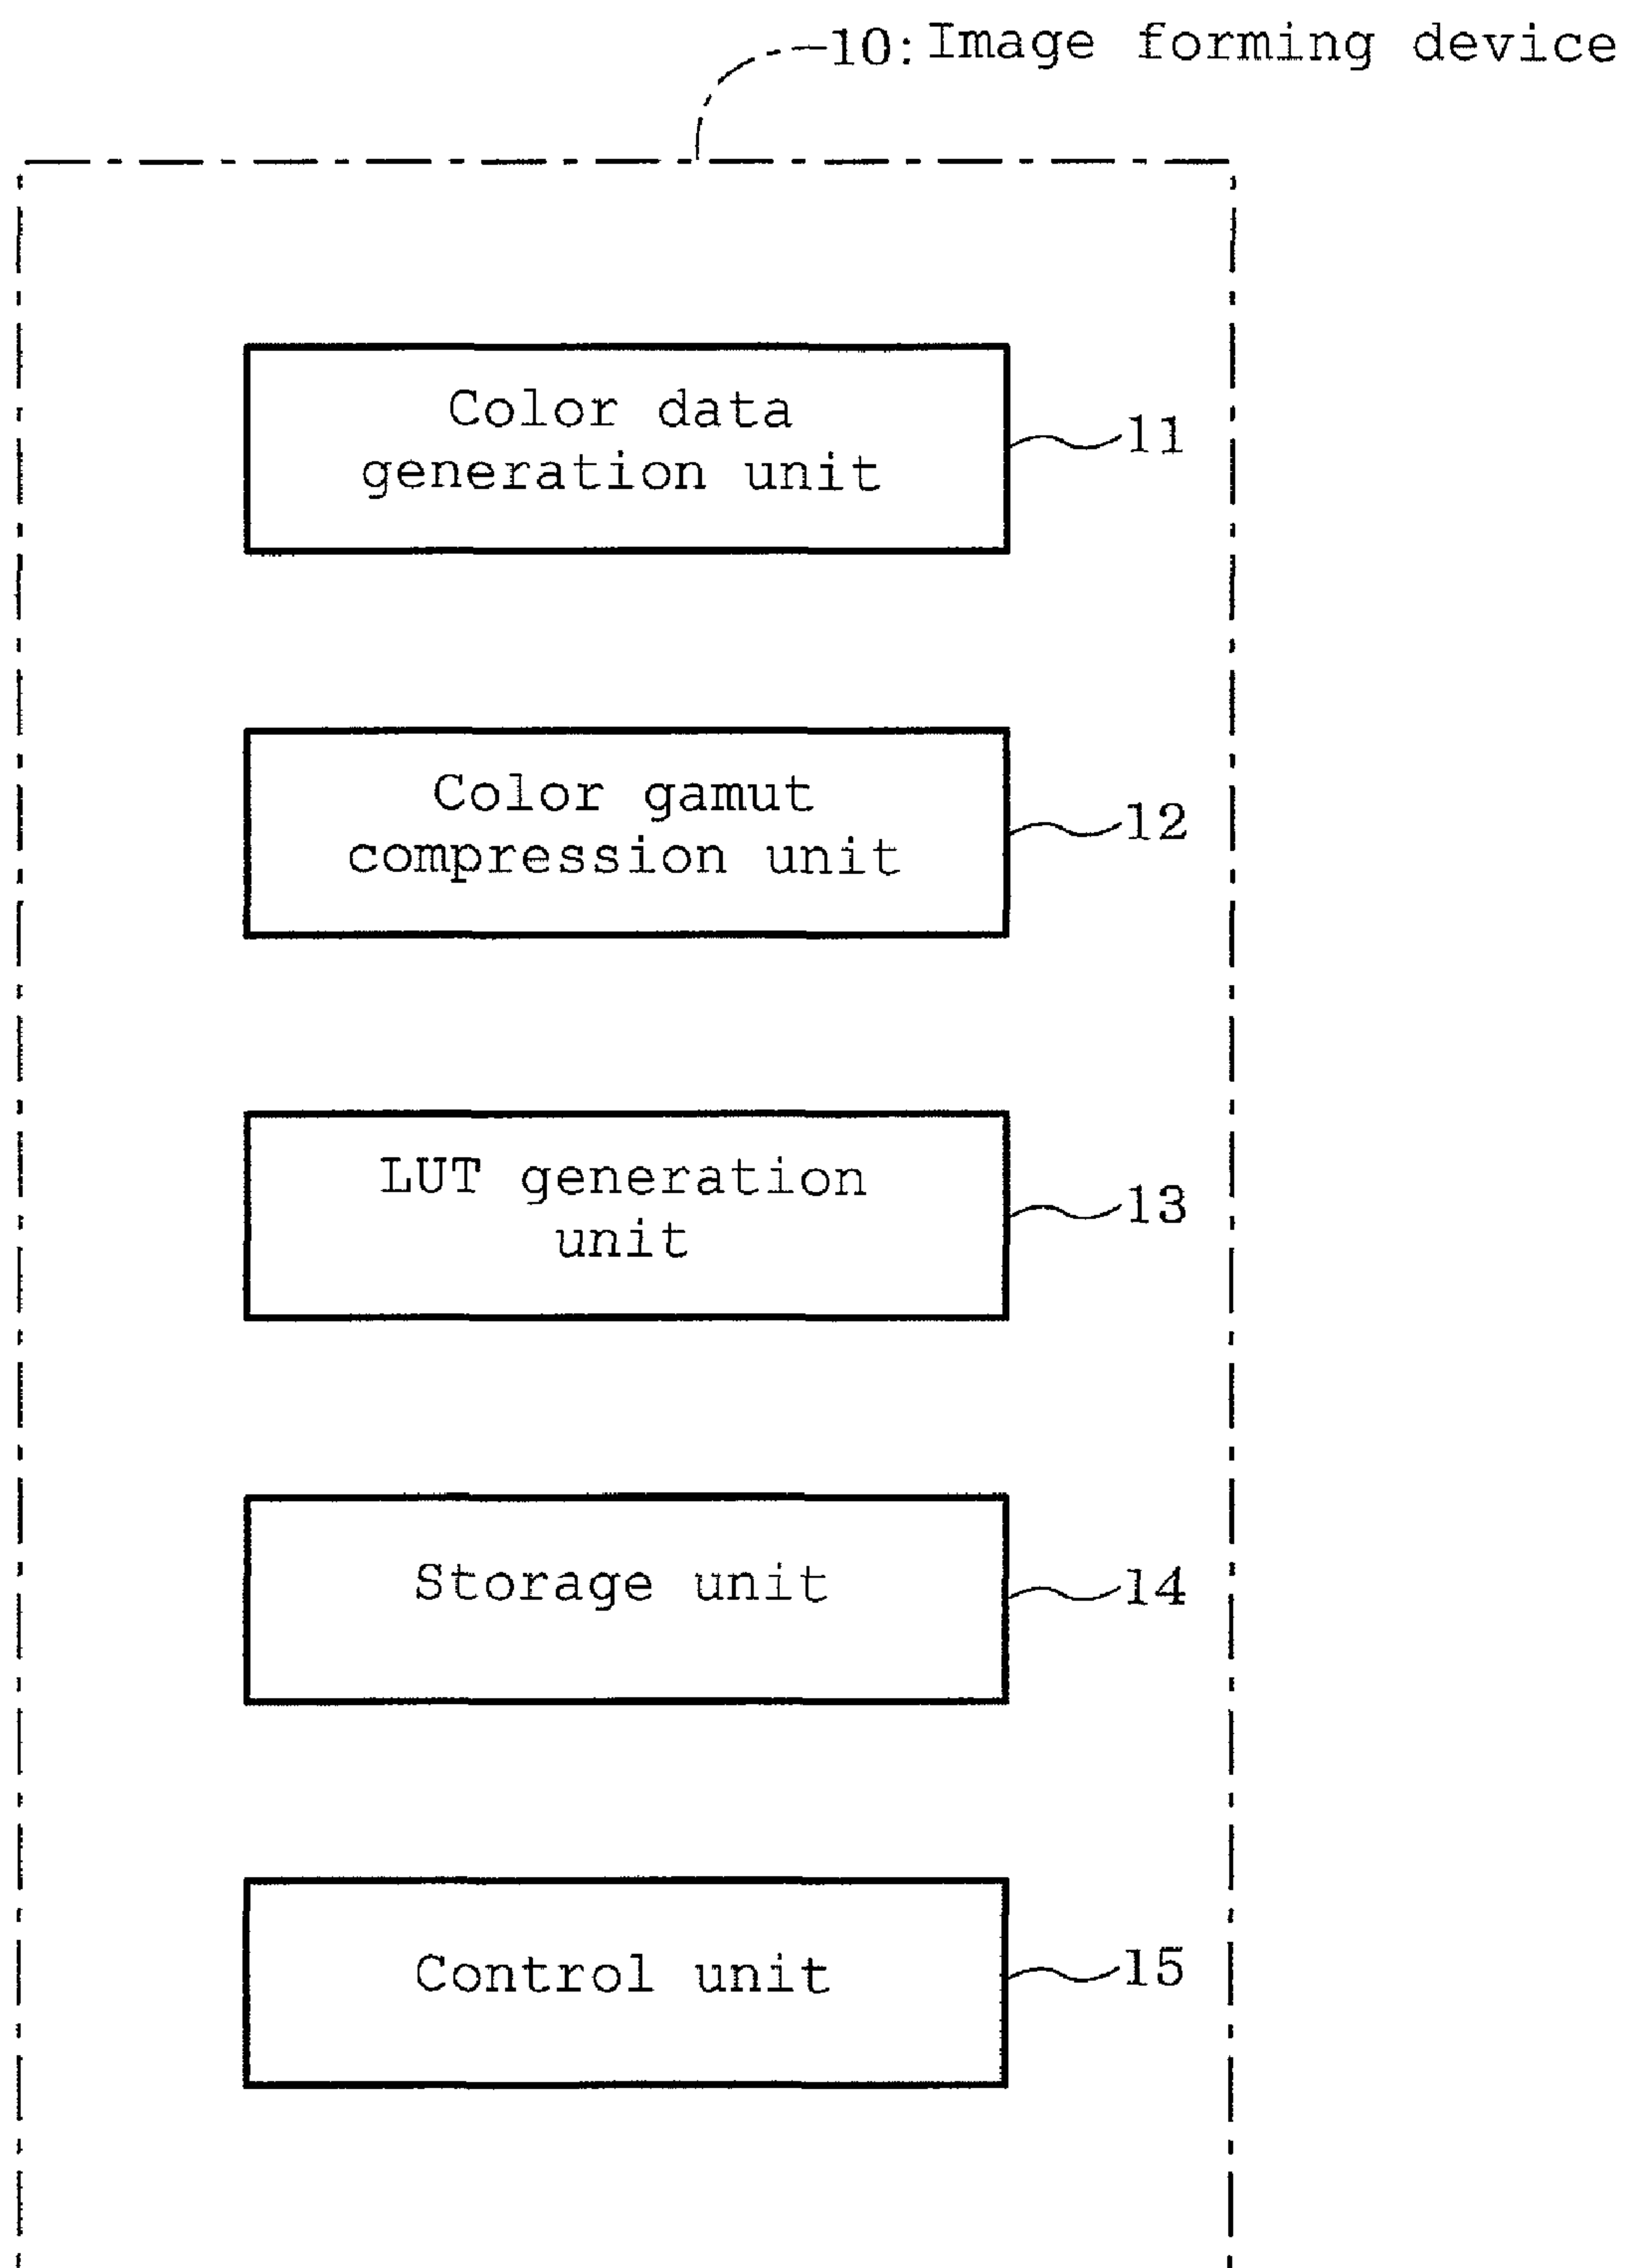 10: Image forming device
Color data
generation unit
11
Color gamut
compression unit
12
LUT generation
unit
13
Storage unit
14
Control unit
15